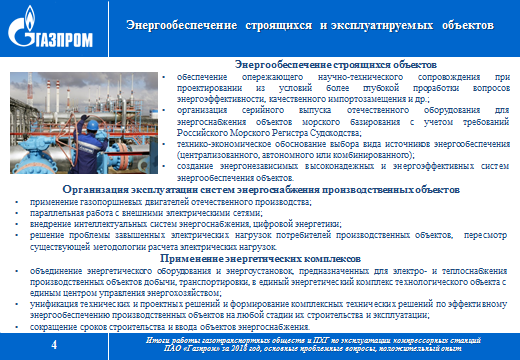 ГАЗПРОМ
Энергообеспечение строящихся и эксплуатируемых объектов
Энергообеспечение строящихся объектов
• обеспечение опережающего научно-технического сопровождения при
проектировании из условий более глубокой проработки вопросов
энергоэффективности, качественного импортозамещения и др.;
• организация серийного выпуска отечественного оборудования для
энергоснабжения объектов морского базирования с учетом требований
Российского Морского Регистра Судоходства;
• технико-экономическое обоснование выбора вида источников энергообеспечения
(централизованного, автономного или комбинированного);
• создание энергонезависимых высоконадежных и энергоэффективных систем
энергообеспечения объектов.
Организация эксплуатации систем энергоснабжения производственных объектов
• применение газопоршневых двигателей отечественного производства;
• параллельная работа с внешними электрическими сетями;
• внедрение интеллектуальных систем энергоснабжения, цифровой энергетики;
• решение проблемы завышенных электрических нагрузок потребителей производственных объектов, пересмотр
существующей методологии расчета электрических нагрузок.
Применение энергетических комплексов
• объединение энергетического оборудования и энергоустановок, предназначенных для электро- и теплоснабжения
производственных объектов добычи, транспортировки, в единый энергетический комплекс технологического объекта с
единым центром управления энергохозяйством;
• унификация технических и проектных решений и формирование комплексных технических решений по эффективному
энергообеспечению производственных объектов на любой стадии их строительства и эксплуатации;
• сокращение сроков строительства и ввода объектов энергоснабжения.
4
Итоги работы газотранспортных обществ и ПХГ по эксплуатации компрессорных станций
ПАО «Газпром» за 2018 год, основные проблемные вопросы, положительный опыт